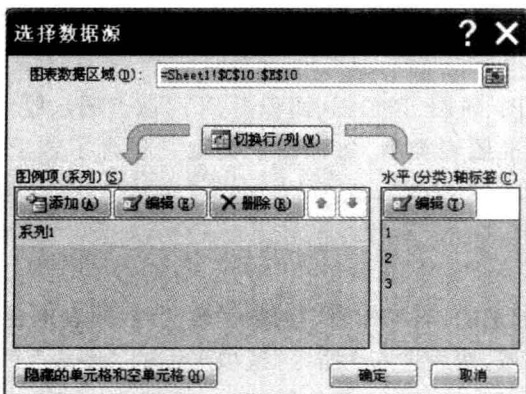 选择数据源 ? ×
图表数据区域(D): =Sheet1!$C$10:$E$10
切换行/列(W)
图例项(系列)(S) 水平(分类)轴标签(C)
添加(A) 编辑(E) 删除(R) 编辑(T)
系列1 1
2
3
隐藏的单元格和空单元格(H) 确定 取消